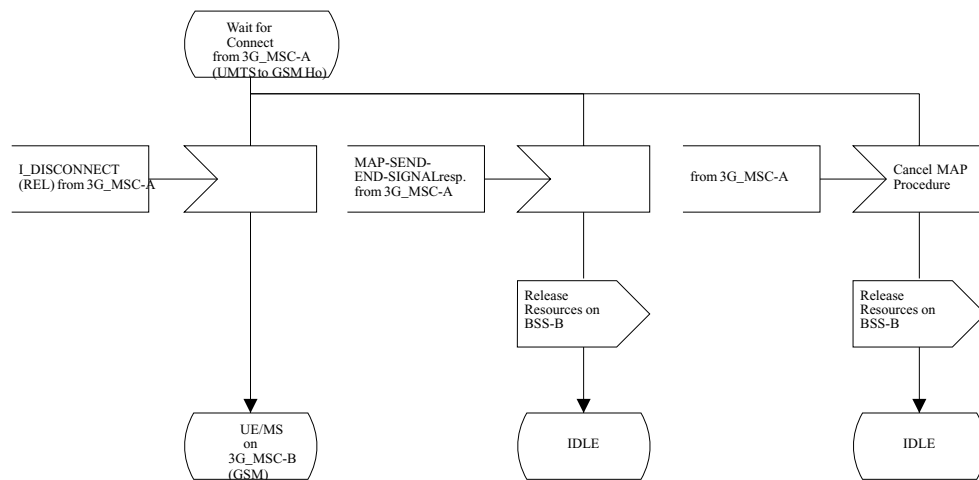 Wait for
Connect
from 3G_MSC-A
(UMTS to GSM Ho)
I_DISCONNECT
(REL) from 3G_MSC-A
MAP-SEND-
END-SIGNALresp.
from 3G_MSC-A
from 3G_MSC-A
Cancel MAP
Procedure
Release
Resources on
BSS-B
Release
Resources on
BSS-B
UE/MS
on
3G_MSC-B
(GSM)
IDLE
IDLE